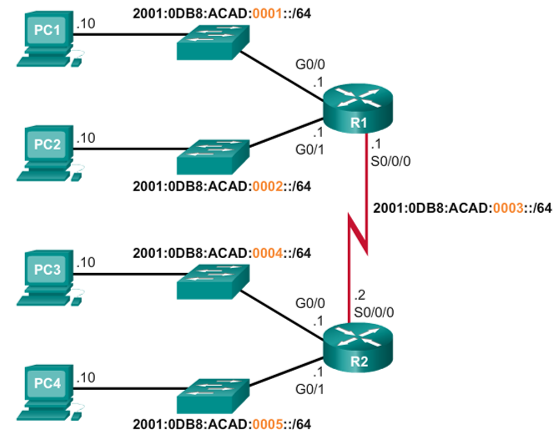 2001:0DB8:ACAD:0001::/64
PC1
.10
G0/0
.1
R1
PC2
.10
.1
G0/1
2001:0DB8:ACAD:0002::/64
.1
S0/0/0
2001:0DB8:ACAD:0003::/64
2001:0DB8:ACAD:0004::/64
PC3
.10
G0/0
.1
.2
S0/0/0
R2
PC4
.10
.1
G0/1
2001:0DB8:ACAD:0005::/64